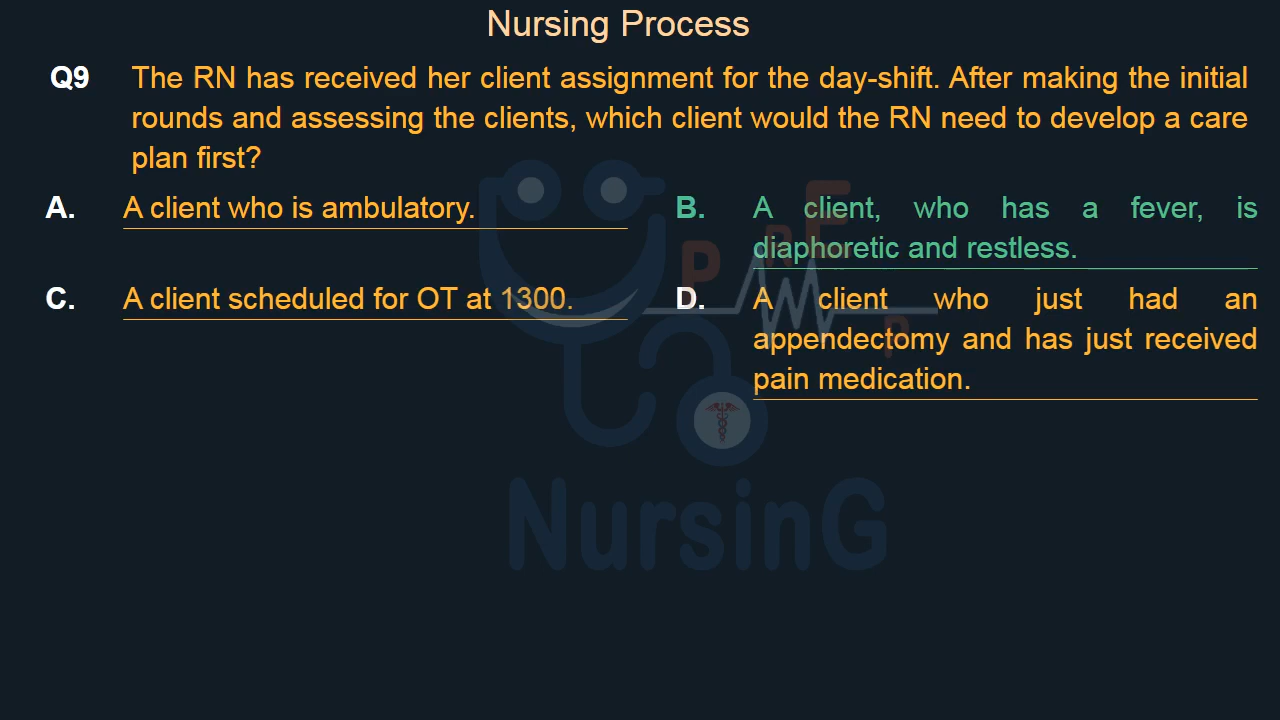 Nursing Process
Q9 The RN has received her client assignment for the day-shift. After making the initial
rounds and assessing the clients, which client would the RN need to develop a care
plan first?
A. A client who is ambulatory.
B. A client, who has a fever, is
diaphoretic and restless.
C. A client scheduled for OT at 1300.
D. A client who just had an
appendectomy and has just received
pain medication.
PREP
NursinG